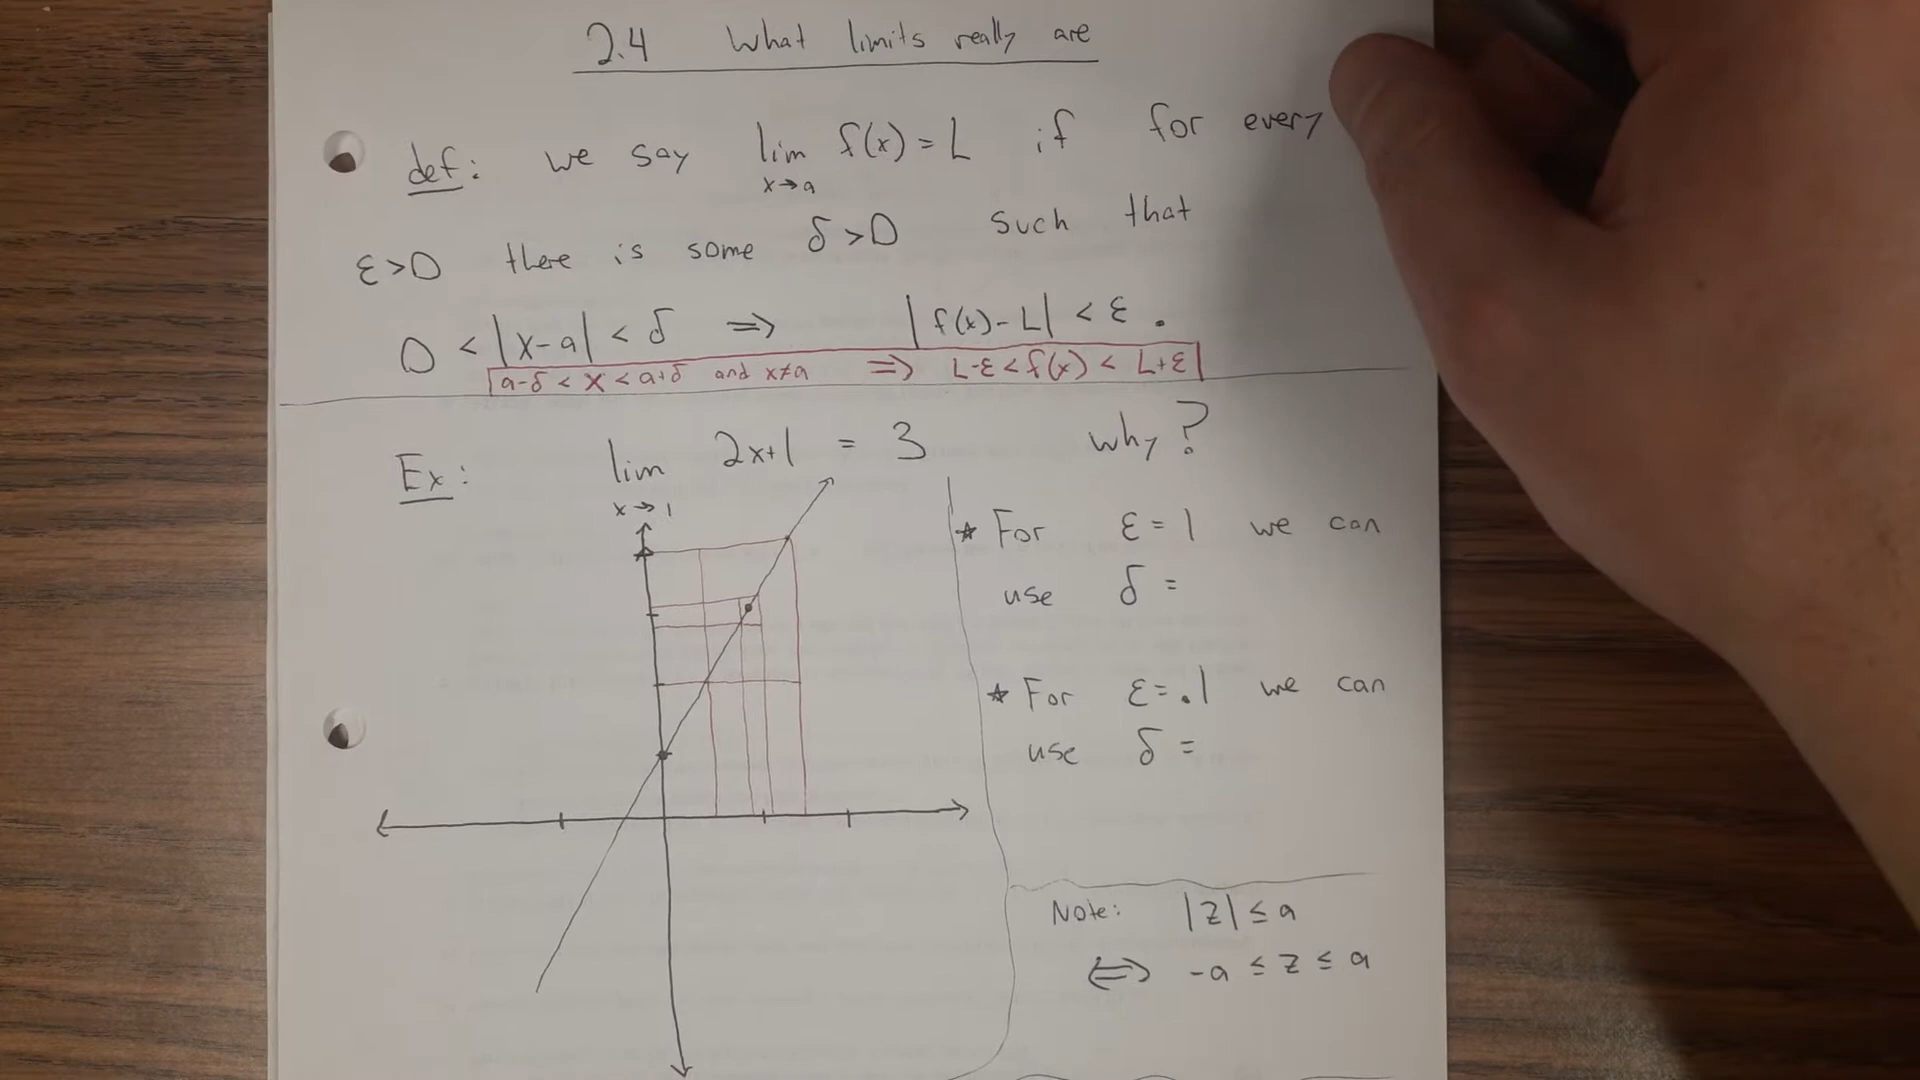 2.4 What limits really are
def: we say lim f(x) = L if for every
x→a
ε>0 there is some δ>0 such that
0 < |x-a| < δ ⇒ |f(x)-L| < ε.
a-δ < x < a+δ and x≠a ⇒ L-ε < f(x) < L+ε
Ex: lim 2x+1 = 3 why?
x→1
★ For ε = 1 we can
use δ =
★ For ε = .1 we can
use δ =
Note: |z| ≤ a
⇔ -a ≤ z ≤ a